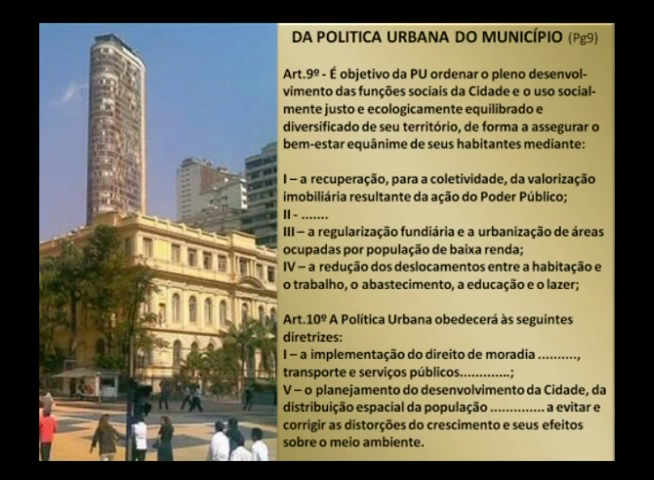 DA POLITICA URBANA DO MUNICÍPIO (Pg9)
Art.9º - É objetivo da PU ordenar o pleno desenvol-
vimento das funções sociais da Cidade e o uso social-
mente justo e ecologicamente equilibrado e
diversificado de seu território, de forma a assegurar o
bem-estar equânime de seus habitantes mediante:
I – a recuperação, para a coletividade, da valorização
imobiliária resultante da ação do Poder Público;
II - .......
III – a regularização fundiária e a urbanização de áreas
ocupadas por população de baixa renda;
IV – a redução dos deslocamentos entre a habitação e
o trabalho, o abastecimento, a educação e o lazer;
Art.10º A Política Urbana obedecerá às seguintes
diretrizes:
I – a implementação do direito de moradia ..........,
transporte e serviços públicos.............;
V – o planejamento do desenvolvimento da Cidade, da
distribuição espacial da população .............. a evitar e
corrigir as distorções do crescimento e seus efeitos
sobre o meio ambiente.